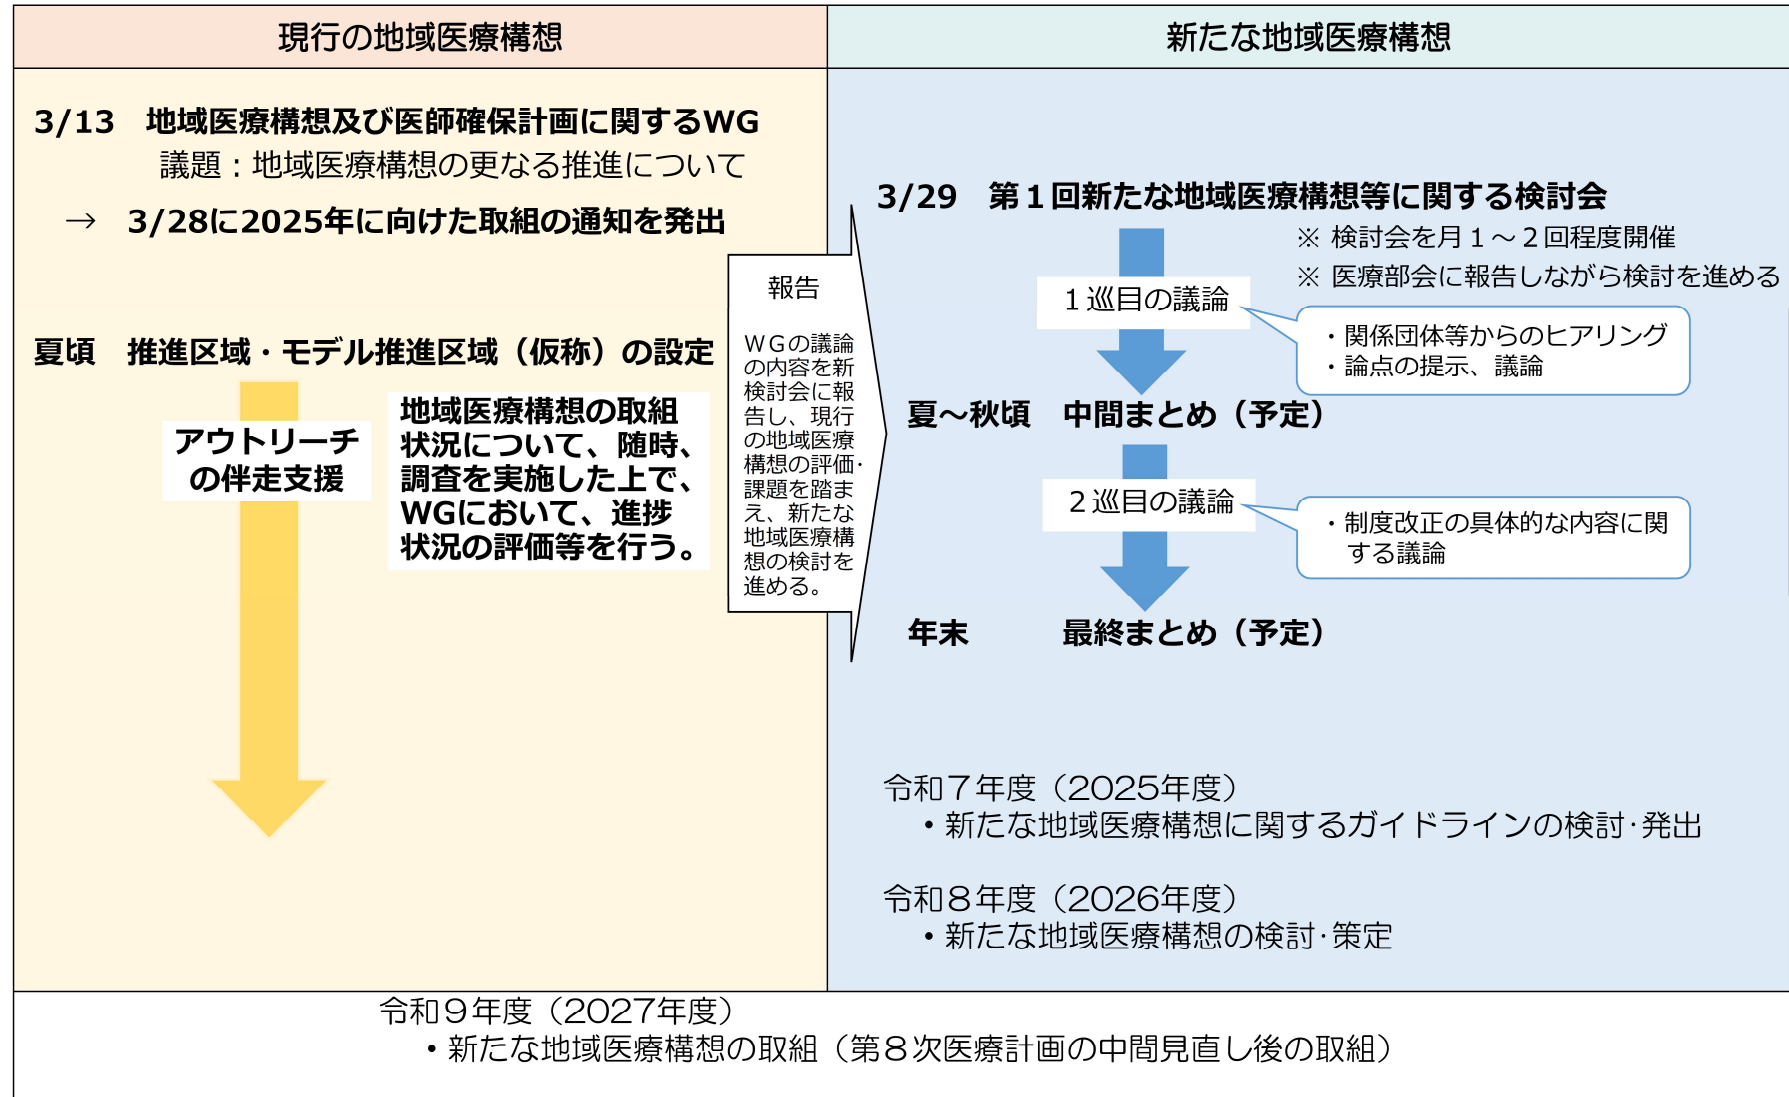 現行の地域医療構想
3/13　地域医療構想及び医師確保計画に関するWG
議題：地域医療構想の更なる推進について
→　3/28に2025年に向けた取組の通知を発出
夏頃　推進区域・モデル推進区域（仮称）の設定
アウトリーチ
の伴走支援
地域医療構想の取組
状況について、随時、
調査を実施した上で、
WGにおいて、進捗
状況の評価等を行う。
報告
ＷＧの議論
の内容を新
検討会に報
告し、現行
の地域医療
構想の評価･
課題を踏ま
え、新たな
地域医療構
想の検討を
進める。
新たな地域医療構想
3/29　第１回新たな地域医療構想等に関する検討会
※ 検討会を月１～２回程度開催
※ 医療部会に報告しながら検討を進める
１巡目の議論
・関係団体等からのヒアリング
・論点の提示、議論
夏～秋頃　中間まとめ（予定）
２巡目の議論
・制度改正の具体的な内容に関
する議論
年末　　　最終まとめ（予定）
令和７年度（2025年度）
・新たな地域医療構想に関するガイドラインの検討･発出
令和８年度（2026年度）
・新たな地域医療構想の検討･策定
令和９年度（2027年度）
・新たな地域医療構想の取組（第８次医療計画の中間見直し後の取組）